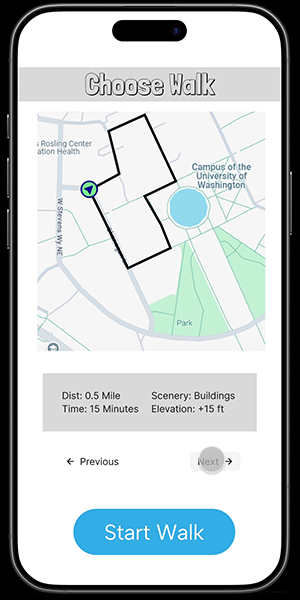 Choose Walk
s Rosling Center
ation Health
Campus of the
University of
Washington
W Stevens Wy NE
Park
Dist: 0.5 Mile
Scenery: Buildings
Time: 15 Minutes
Elevation: +15 ft
← Previous
Next →
Start Walk